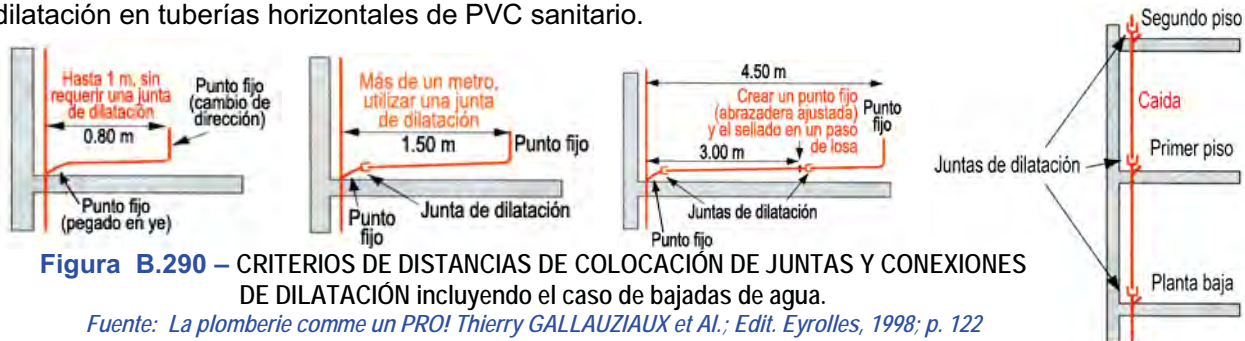 dilatación en tuberías horizontales de PVC sanitario.
Hasta 1 m, sin
requerir una junta
de dilatación
0.80 m
Punto fijo
(cambio de
dirección)
Punto fijo
(pegado en ye)
Más de un metro,
utilizar una junta
de dilatación
1.50 m
Punto fijo
Punto
fijo
Junta de dilatación
4.50 m
Crear un punto fijo
(abrazadera ajustada)
y el sellado en un paso
de losa
Punto
fijo
3.00 m
Juntas de dilatación
Punto fijo
Segundo piso
Caida
Primer piso
Juntas de dilatación
Planta baja
Figura B.290 – CRITERIOS DE DISTANCIAS DE COLOCACIÓN DE JUNTAS Y CONEXIONES
DE DILATACIÓN incluyendo el caso de bajadas de agua.
Fuente: La plomberie comme un PRO! Thierry GALLAUZIAUX et Al.; Edit. Eyrolles, 1998; p. 122